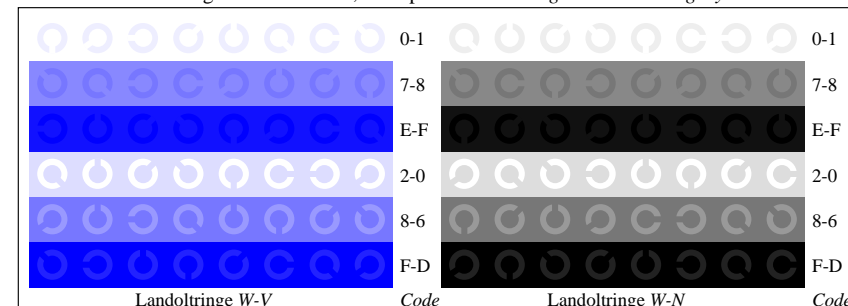 0-1 0-1
7-8 7-8
E-F E-F
2-0 2-0
8-6 8-6
F-D F-D
Landoltringe W-V Code Landoltringe W-N Code